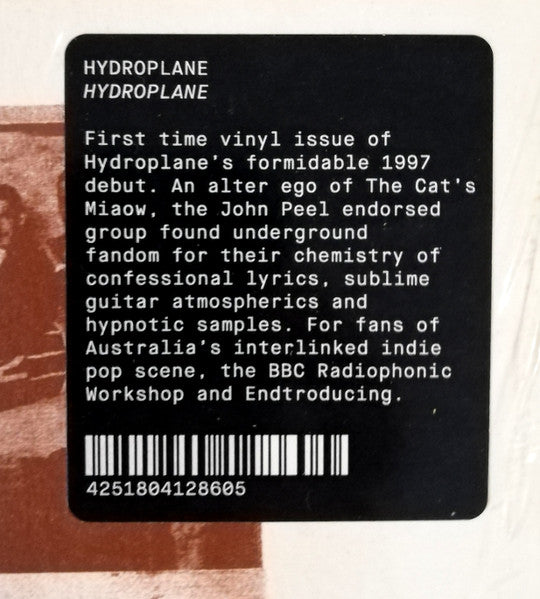 HYDROPLANE
HYDROPLANE
First time vinyl issue of
Hydroplane's formidable 1997
debut. An alter ego of The Cat's
Miaow, the John Peel endorsed
group found underground
fandom for their chemistry of
confessional lyrics, sublime
guitar atmospherics and
hypnotic samples. For fans of
Australia's interlinked indie
pop scene, the BBC Radiophonic
Workshop and Endtroducing.
4251804128605